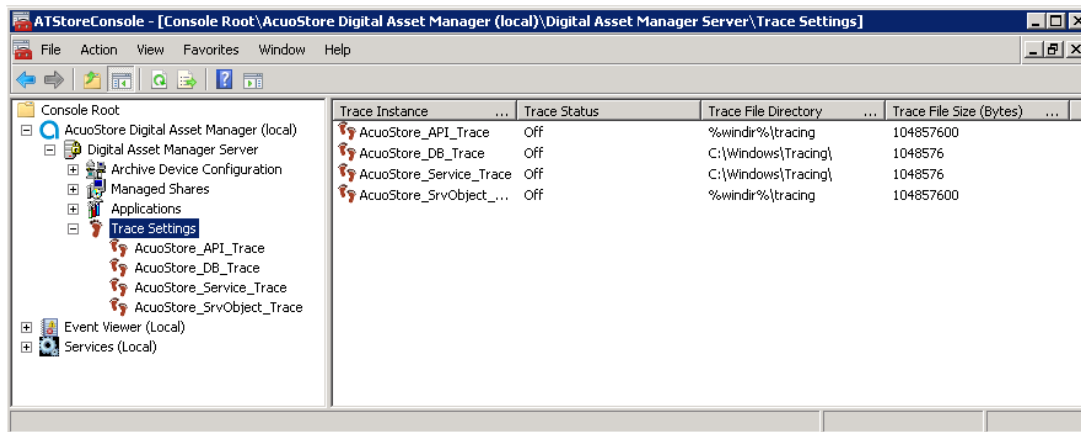 ATStoreConsole - [Console Root\AcuoStore Digital Asset Manager (local)\Digital Asset Manager Server\Trace Settings]
File Action View Favorites Window Help
Console Root
AcuoStore Digital Asset Manager (local)
Digital Asset Manager Server
Archive Device Configuration
Managed Shares
Applications
Trace Settings
AcuoStore_API_Trace
AcuoStore_DB_Trace
AcuoStore_Service_Trace
AcuoStore_SrvObject_Trace
Event Viewer (Local)
Services (Local)
Trace Instance ... Trace Status Trace File Directory ... Trace File Size (Bytes) ...
AcuoStore_API_Trace Off %windir%\tracing 104857600
AcuoStore_DB_Trace Off C:\Windows\Tracing\ 1048576
AcuoStore_Service_Trace Off C:\Windows\Tracing\ 1048576
AcuoStore_SrvObject_... Off %windir%\tracing 104857600